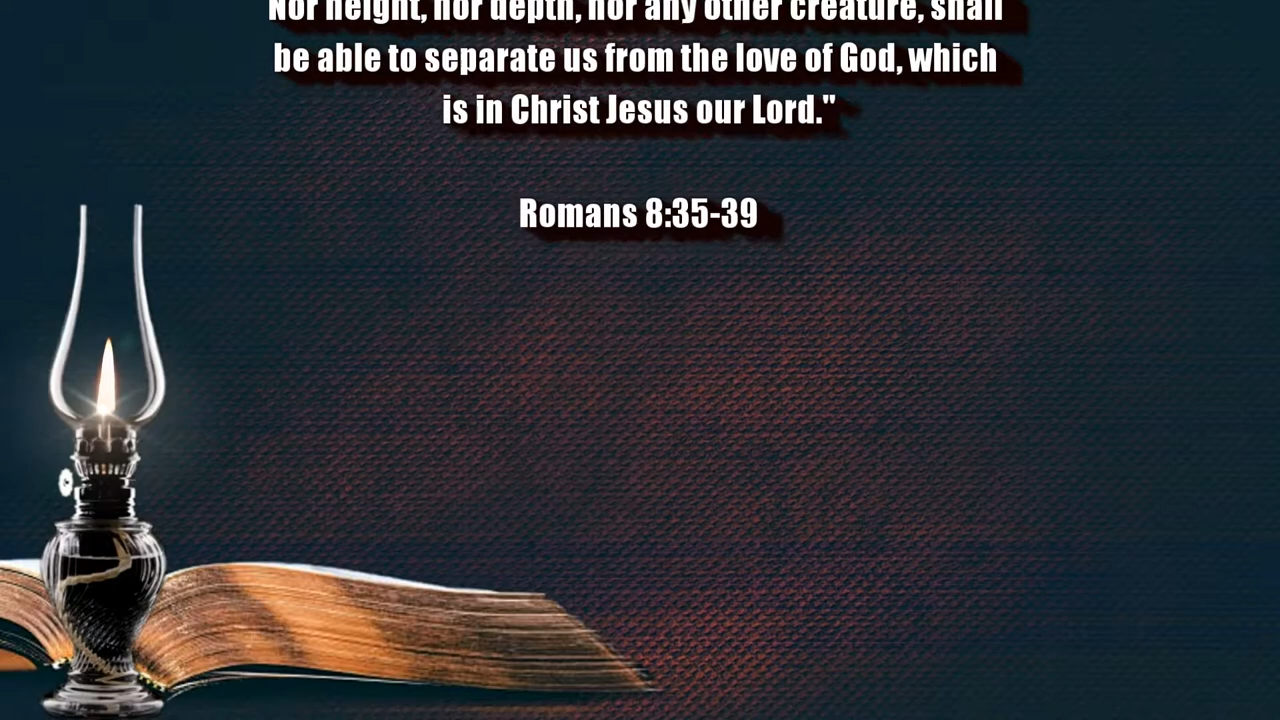 Nor height, nor depth, nor any other creature, shall
be able to separate us from the love of God, which
is in Christ Jesus our Lord."
Romans 8:35-39